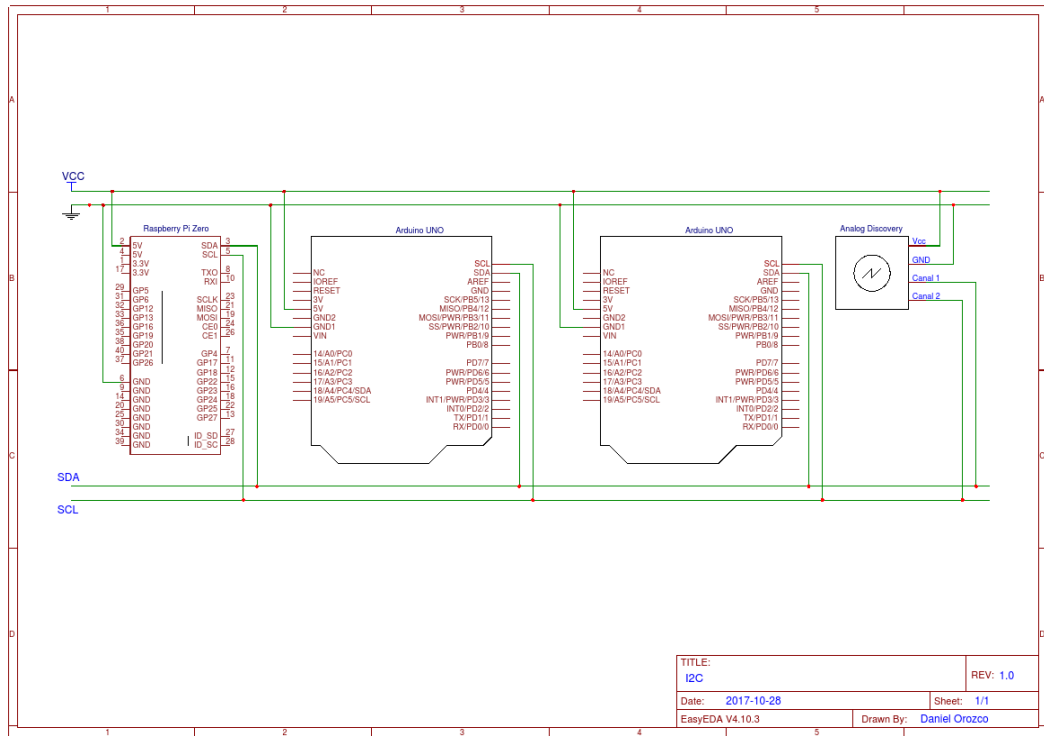 1 2 3 4 5
A A
B B
C C
D D
VCC
Raspberry Pi Zero
2 5V SDA 3
4 5V SCL 5
1 3.3V
17 3.3V TXO 8
RXI 10
29 GP5
31 GP6 SCLK 23
32 GP12 MISO 21
33 GP13 MOSI 19
36 GP16 CE0 24
35 GP19 CE1 26
38 GP20
40 GP21 GP4 7
37 GP26 GP17 11
GP18 12
6 GND GP22 15
9 GND GP23 16
14 GND GP24 18
20 GND GP25 22
25 GND GP27 13
30 GND
34 GND ID_SD 27
39 GND ID_SC 28
Arduino UNO
SCL
NC SDA
IOREF AREF
RESET GND
3V SCK/PB5/13
5V MISO/PB4/12
GND2 MOSI/PWR/PB3/11
GND1 SS/PWR/PB2/10
VIN PWR/PB1/9
PB0/8
14/A0/PC0
15/A1/PC1 PD7/7
16/A2/PC2 PWR/PD6/6
17/A3/PC3 PWR/PD5/5
18/A4/PC4/SDA PD4/4
19/A5/PC5/SCL INT1/PWR/PD3/3
INT0/PD2/2
TX/PD1/1
RX/PD0/0
Arduino UNO
SCL
NC SDA
IOREF AREF
RESET GND
3V SCK/PB5/13
5V MISO/PB4/12
GND2 MOSI/PWR/PB3/11
GND1 SS/PWR/PB2/10
VIN PWR/PB1/9
PB0/8
14/A0/PC0
15/A1/PC1 PD7/7
16/A2/PC2 PWR/PD6/6
17/A3/PC3 PWR/PD5/5
18/A4/PC4/SDA PD4/4
19/A5/PC5/SCL INT1/PWR/PD3/3
INT0/PD2/2
TX/PD1/1
RX/PD0/0
Analog Discovery
Vcc
GND
Canal 1
Canal 2
SDA
SCL
TITLE:
I2C
REV: 1.0
Date: 2017-10-28 Sheet: 1/1
EasyEDA V4.10.3 Drawn By: Daniel Orozco
1 2 3 4 5